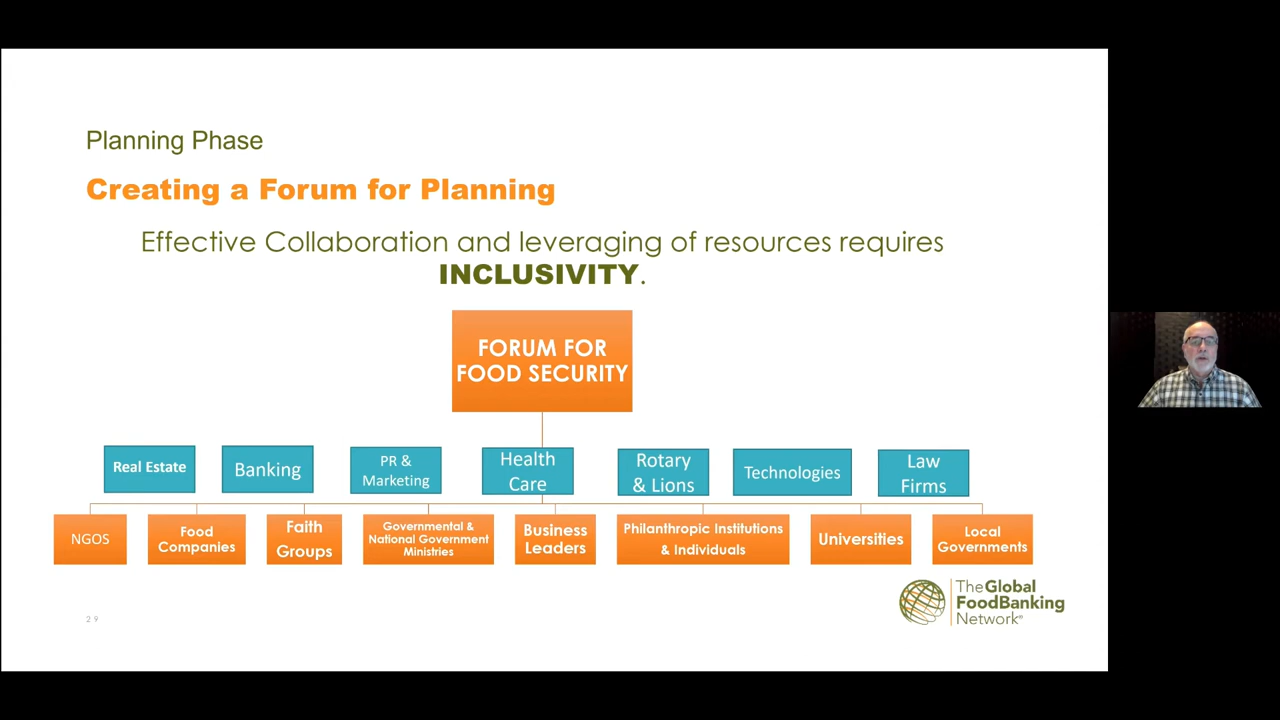 Planning Phase
Creating a Forum for Planning
Effective Collaboration and leveraging of resources requires
INCLUSIVITY.
FORUM FOR
FOOD SECURITY
Real Estate
Banking
PR &
Marketing
Health
Care
Rotary
& Lions
Technologies
Law
Firms
NGOS
Food
Companies
Faith
Groups
Governmental &
National Government
Ministries
Business
Leaders
Philanthropic Institutions
& Individuals
Universities
Local
Governments
2.9
The Global
FoodBanking
Network®